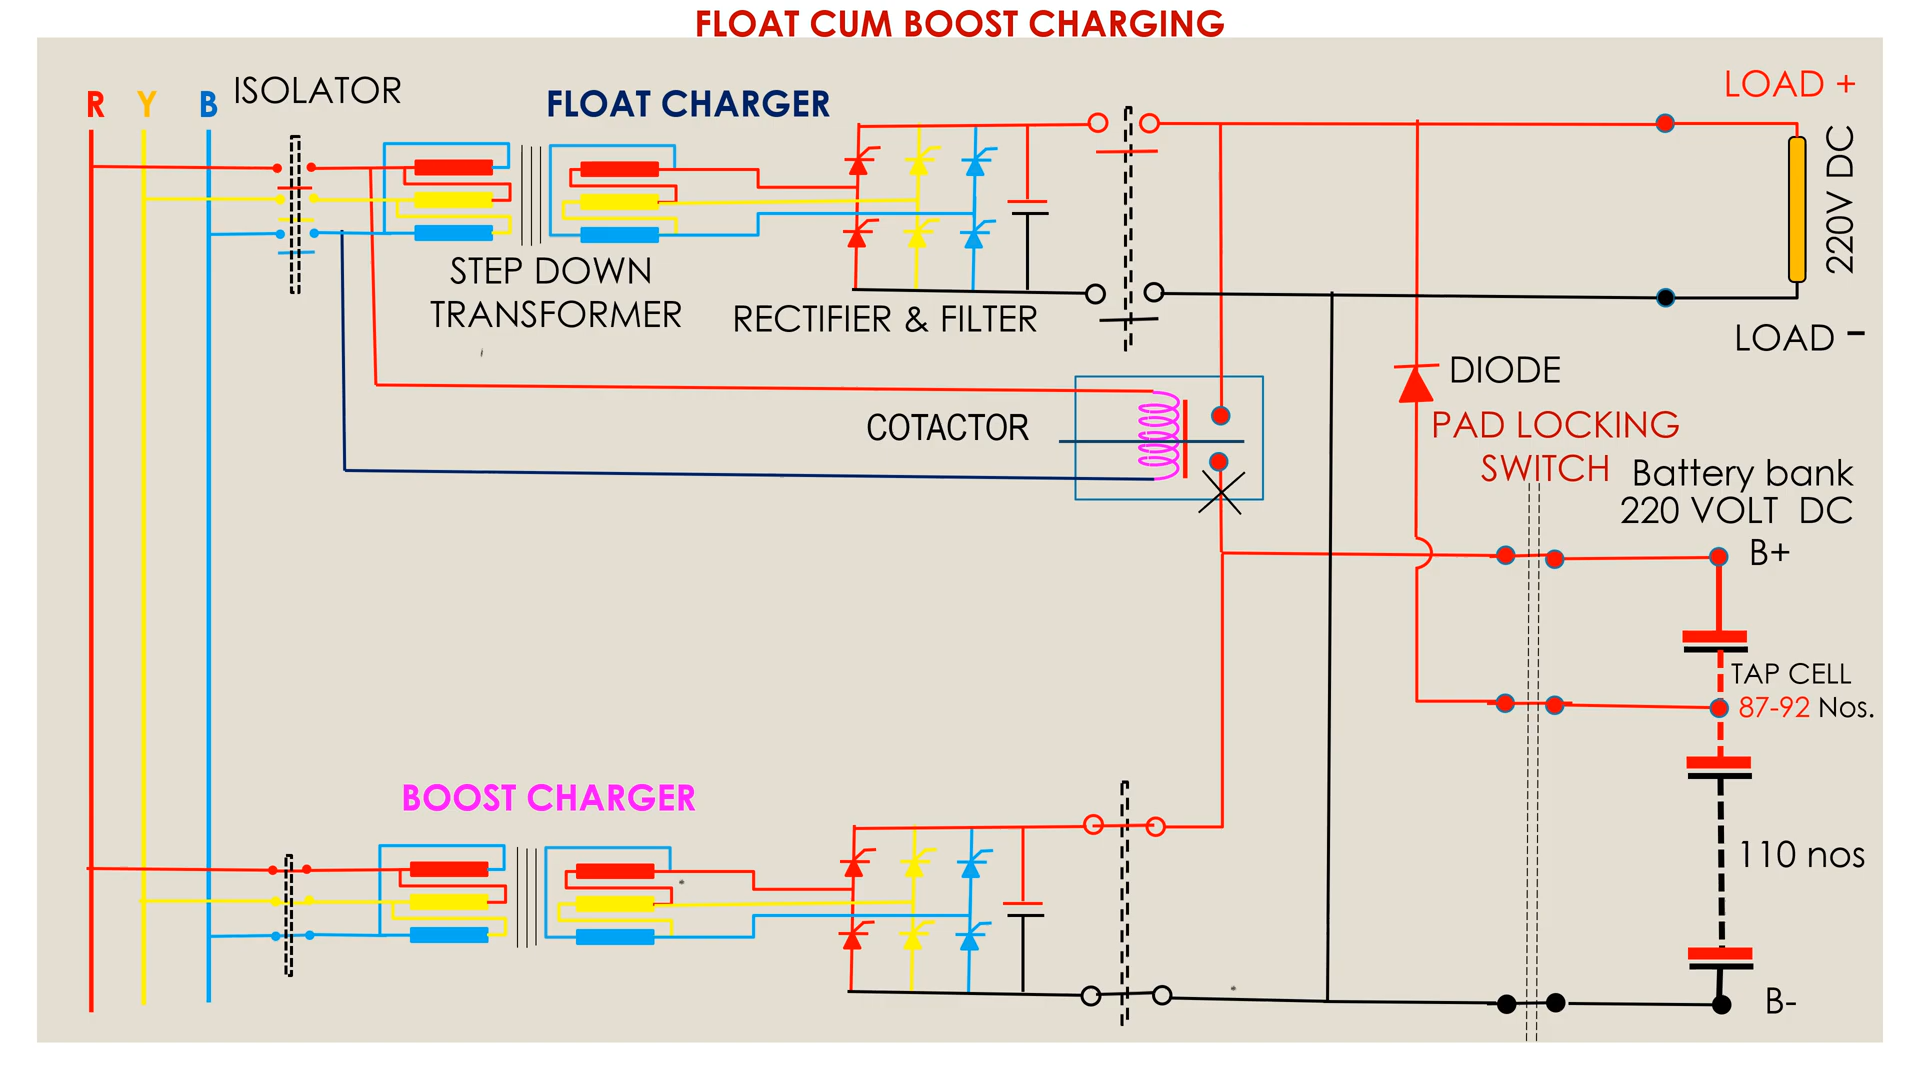 FLOAT CUM BOOST CHARGING
R Y B
ISOLATOR
FLOAT CHARGER
LOAD +
220V DC
STEP DOWN
TRANSFORMER
RECTIFIER & FILTER
LOAD -
DIODE
COTACTOR
PAD LOCKING
SWITCH
Battery bank
220 VOLT DC
B+
TAP CELL
87-92 Nos.
BOOST CHARGER
110 nos
B-